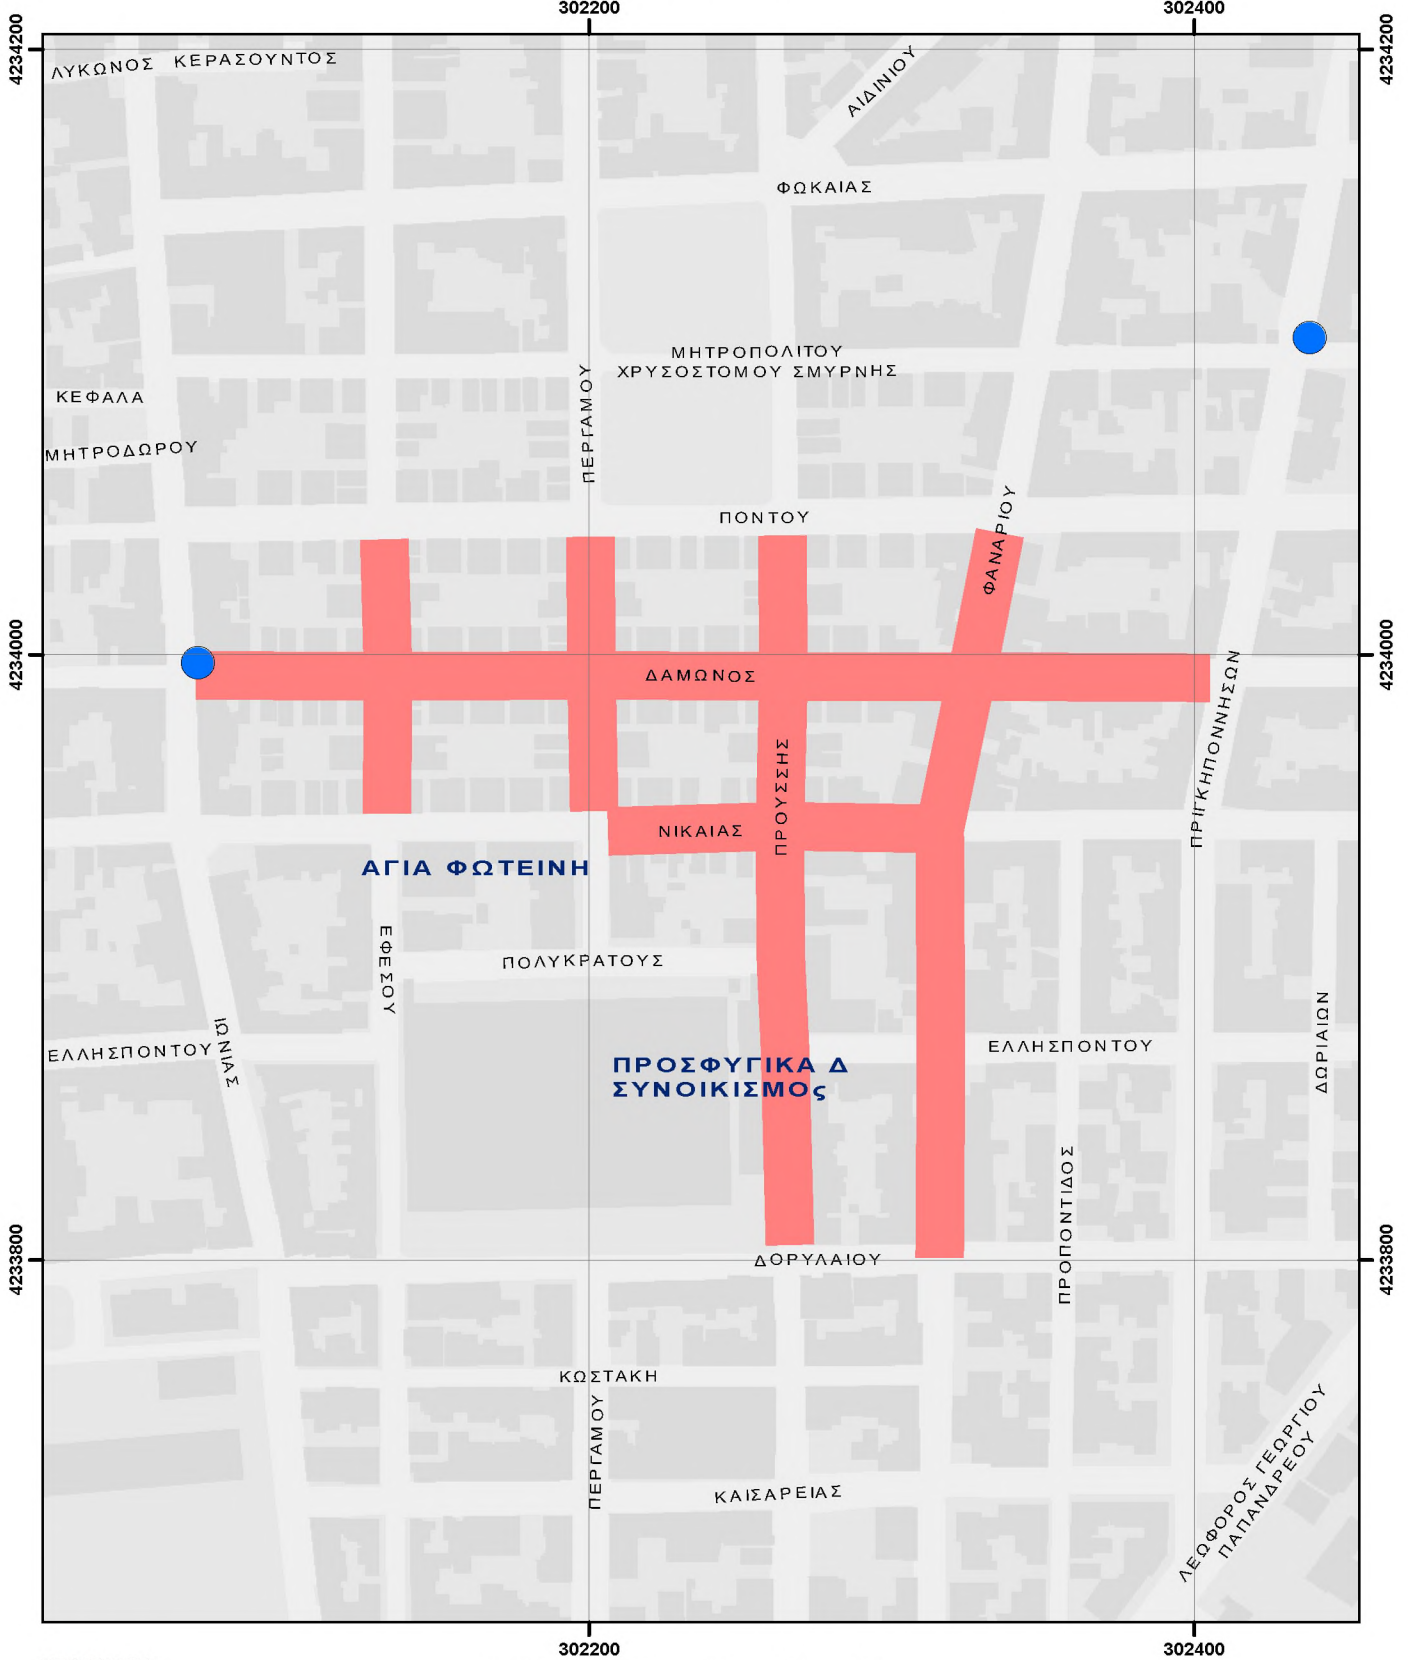 302200
302400
4234200
4234200
ΛΥΚΩΝΟΣ
ΚΕΡΑΣΟΥΝΤΟΣ
ΑΙΔΙΝΙΟΥ
ΦΩΚΑΙΑΣ
ΜΗΤΡΟΠΟΛΙΤΟΥ
ΧΡΥΣΟΣΤΟΜΟΥ ΣΜΥΡΝΗΣ
ΚΕΦΑΛΑ
ΠΕΡΓΑΜΟΥ
ΜΗΤΡΟΔΩΡΟΥ
ΠΟΝΤΟΥ
ΦΑΝΑΡΙΟΥ
4234000
4234000
ΔΑΜΩΝΟΣ
ΠΡΙΓΚΗΠΟΝΝΗΣΩΝ
ΠΡΟΥΣΣΗΣ
ΝΙΚΑΙΑΣ
ΑΓΙΑ ΦΩΤΕΙΝΗ
ΕΦΕΣΟΥ
ΠΟΛΥΚΡΑΤΟΥΣ
ΙΩΝΙΑΣ
ΕΛΛΗΣΠΟΝΤΟΥ
ΕΛΛΗΣΠΟΝΤΟΥ
ΔΩΡΙΑΙΩΝ
ΠΡΟΣΦΥΓΙΚΑ Δ
ΣΥΝΟΙΚΙΣΜΟς
ΠΡΟΠΟΝΤΙΔΟΣ
4233800
4233800
ΔΟΡΥΛΑΙΟΥ
ΚΩΣΤΑΚΗ
ΠΕΡΓΑΜΟΥ
ΚΑΙΣΑΡΕΙΑΣ
ΛΕΩΦΟΡΟΣ ΓΕΩΡΓΙΟΥ
ΠΑΠΑΝΔΡΕΟΥ
302200
302400